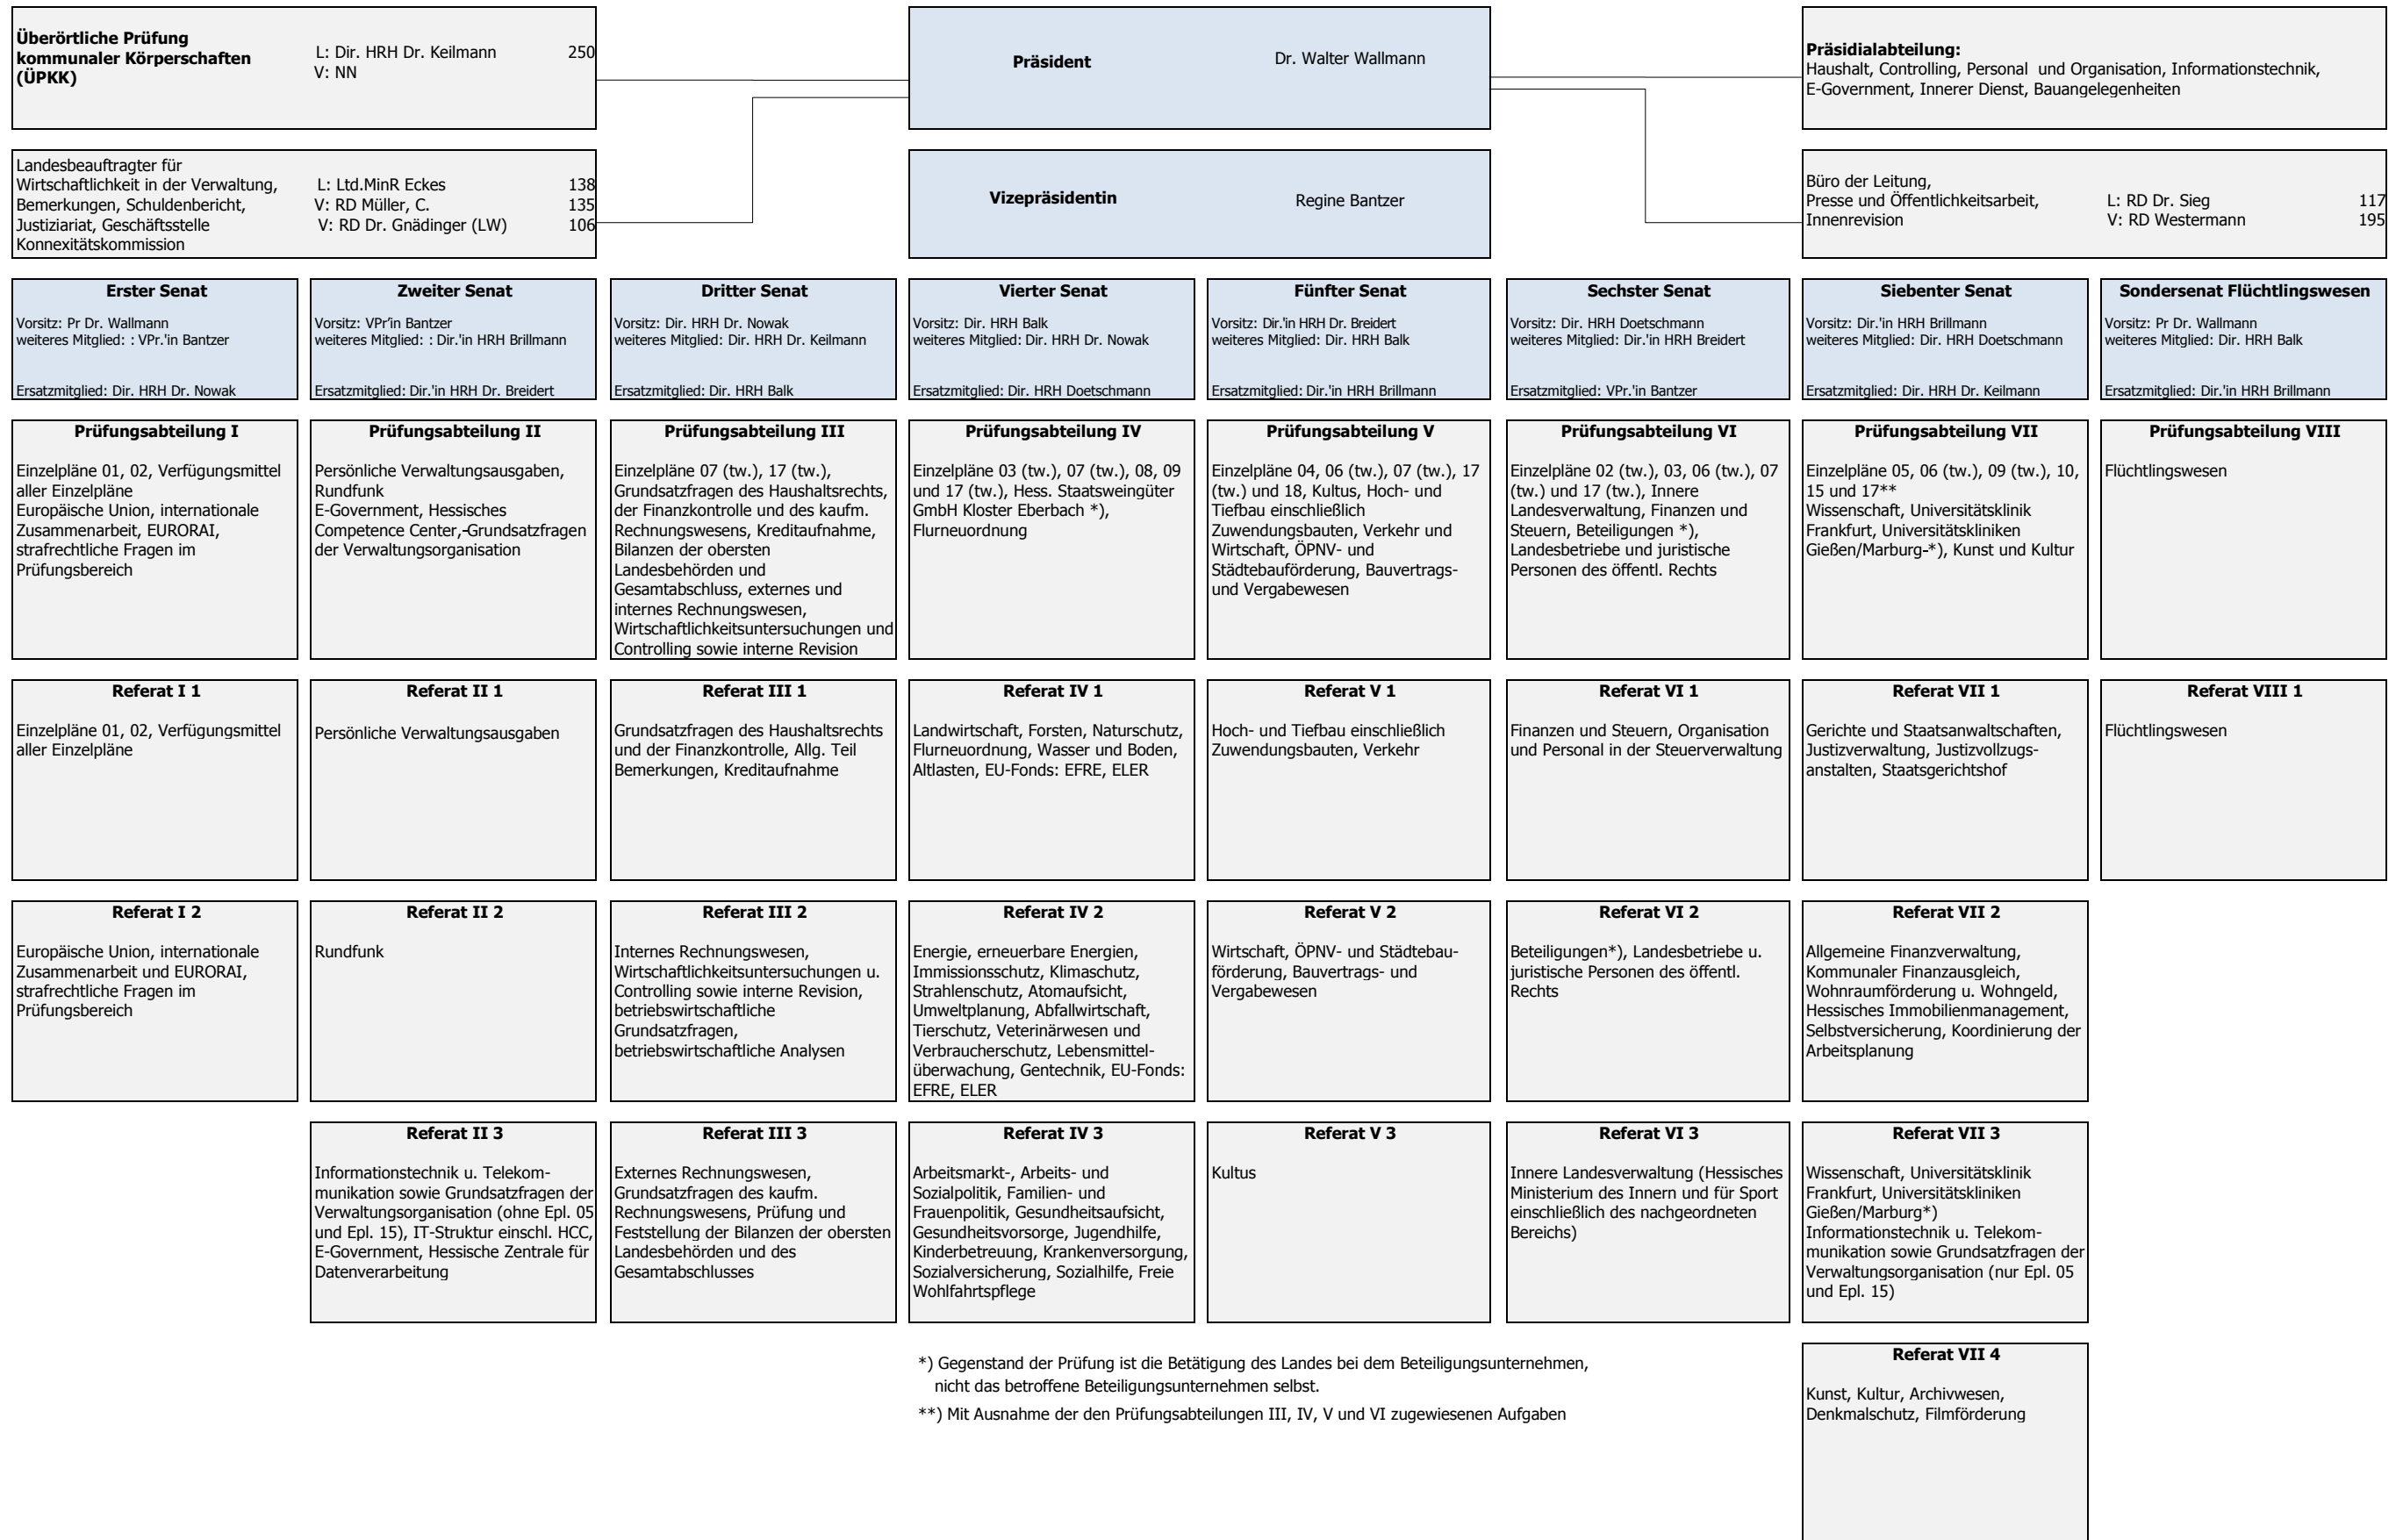 Überörtliche Prüfung
kommunaler Körperschaften
(ÜPKK)
L: Dir. HRH Dr. Keilmann 250
V: NN
Präsident Dr. Walter Wallmann
Präsidialabteilung:
Haushalt, Controlling, Personal und Organisation, Informationstechnik,
E-Government, Innerer Dienst, Bauangelegenheiten
Landesbeauftragter für
Wirtschaftlichkeit in der Verwaltung,
Bemerkungen, Schuldenbericht,
Justiziariat, Geschäftsstelle
Konnexitätskommission
L: Ltd.MinR Eckes 138
V: RD Müller, C. 135
V: RD Dr. Gnädinger (LW) 106
Vizepräsidentin Regine Bantzer
Büro der Leitung,
Presse und Öffentlichkeitsarbeit,
Innenrevision
L: RD Dr. Sieg 117
V: RD Westermann 195
Erster Senat
Vorsitz: Pr Dr. Wallmann
weiteres Mitglied: : VPr.'in Bantzer
Ersatzmitglied: Dir. HRH Dr. Nowak
Zweiter Senat
Vorsitz: VPr'in Bantzer
weiteres Mitglied: : Dir.'in HRH Brillmann
Ersatzmitglied: Dir.'in HRH Dr. Breidert
Dritter Senat
Vorsitz: Dir. HRH Dr. Nowak
weiteres Mitglied: Dir. HRH Dr. Keilmann
Ersatzmitglied: Dir. HRH Balk
Vierter Senat
Vorsitz: Dir. HRH Balk
weiteres Mitglied: Dir. HRH Dr. Nowak
Ersatzmitglied: Dir. HRH Doetschmann
Fünfter Senat
Vorsitz: Dir.'in HRH Dr. Breidert
weiteres Mitglied: Dir. HRH Balk
Ersatzmitglied: Dir.'in HRH Brillmann
Sechster Senat
Vorsitz: Dir. HRH Doetschmann
weiteres Mitglied: Dir.'in HRH Breidert
Ersatzmitglied: VPr.'in Bantzer
Siebenter Senat
Vorsitz: Dir.'in HRH Brillmann
weiteres Mitglied: Dir. HRH Doetschmann
Ersatzmitglied: Dir. HRH Dr. Keilmann
Sondersenat Flüchtlingswesen
Vorsitz: Pr Dr. Wallmann
weiteres Mitglied: Dir. HRH Balk
Ersatzmitglied: Dir.'in HRH Brillmann
Prüfungsabteilung I
Einzelpläne 01, 02, Verfügungsmittel
aller Einzelpläne
Europäische Union, internationale
Zusammenarbeit, EURORAI,
strafrechtliche Fragen im
Prüfungsbereich
Prüfungsabteilung II
Persönliche Verwaltungsausgaben,
Rundfunk
E-Government, Hessisches
Competence Center,-Grundsatzfragen
der Verwaltungsorganisation
Prüfungsabteilung III
Einzelpläne 07 (tw.), 17 (tw.),
Grundsatzfragen des Haushaltsrechts,
der Finanzkontrolle und des kaufm.
Rechnungswesens, Kreditaufnahme,
Bilanzen der obersten
Landesbehörden und
Gesamtabschluss, externes und
internes Rechnungswesen,
Wirtschaftlichkeitsuntersuchungen und
Controlling sowie interne Revision
Prüfungsabteilung IV
Einzelpläne 03 (tw.), 07 (tw.), 08, 09
und 17 (tw.), Hess. Staatsweingüter
GmbH Kloster Eberbach *),
Flurneuordnung
Prüfungsabteilung V
Einzelpläne 04, 06 (tw.), 07 (tw.), 17
(tw.) und 18, Kultus, Hoch- und
Tiefbau einschließlich
Zuwendungsbauten, Verkehr und
Wirtschaft, ÖPNV- und
Städtebauförderung, Bauvertrags-
und Vergabewesen
Prüfungsabteilung VI
Einzelpläne 02 (tw.), 03, 06 (tw.), 07
(tw.) und 17 (tw.), Innere
Landesverwaltung, Finanzen und
Steuern, Beteiligungen *),
Landesbetriebe und juristische
Personen des öffentl. Rechts
Prüfungsabteilung VII
Einzelpläne 05, 06 (tw.), 09 (tw.), 10,
15 und 17**
Wissenschaft, Universitätsklinik
Frankfurt, Universitätskliniken
Gießen/Marburg-*), Kunst und Kultur
Prüfungsabteilung VIII
Flüchtlingswesen
Referat I 1
Einzelpläne 01, 02, Verfügungsmittel
aller Einzelpläne
Referat II 1
Persönliche Verwaltungsausgaben
Referat III 1
Grundsatzfragen des Haushaltsrechts
und der Finanzkontrolle, Allg. Teil
Bemerkungen, Kreditaufnahme
Referat IV 1
Landwirtschaft, Forsten, Naturschutz,
Flurneuordnung, Wasser und Boden,
Altlasten, EU-Fonds: EFRE, ELER
Referat V 1
Hoch- und Tiefbau einschließlich
Zuwendungsbauten, Verkehr
Referat VI 1
Finanzen und Steuern, Organisation
und Personal in der Steuerverwaltung
Referat VII 1
Gerichte und Staatsanwaltschaften,
Justizverwaltung, Justizvollzugs-
anstalten, Staatsgerichtshof
Referat VIII 1
Flüchtlingswesen
Referat I 2
Europäische Union, internationale
Zusammenarbeit und EURORAI,
strafrechtliche Fragen im
Prüfungsbereich
Referat II 2
Rundfunk
Referat III 2
Internes Rechnungswesen,
Wirtschaftlichkeitsuntersuchungen u.
Controlling sowie interne Revision,
betriebswirtschaftliche
Grundsatzfragen,
betriebswirtschaftliche Analysen
Referat IV 2
Energie, erneuerbare Energien,
Immissionsschutz, Klimaschutz,
Strahlenschutz, Atomaufsicht,
Umweltplanung, Abfallwirtschaft,
Tierschutz, Veterinärwesen und
Verbraucherschutz, Lebensmittel-
überwachung, Gentechnik, EU-Fonds:
EFRE, ELER
Referat V 2
Wirtschaft, ÖPNV- und Städtebau-
förderung, Bauvertrags- und
Vergabewesen
Referat VI 2
Beteiligungen*), Landesbetriebe u.
juristische Personen des öffentl.
Rechts
Referat VII 2
Allgemeine Finanzverwaltung,
Kommunaler Finanzausgleich,
Wohnraumförderung u. Wohngeld,
Hessisches Immobilienmanagement,
Selbstversicherung, Koordinierung der
Arbeitsplanung
Referat II 3
Informationstechnik u. Telekom-
munikation sowie Grundsatzfragen der
Verwaltungsorganisation (ohne Epl. 05
und Epl. 15), IT-Struktur einschl. HCC,
E-Government, Hessische Zentrale für
Datenverarbeitung
Referat III 3
Externes Rechnungswesen,
Grundsatzfragen des kaufm.
Rechnungswesens, Prüfung und
Feststellung der Bilanzen der obersten
Landesbehörden und des
Gesamtabschlusses
Referat IV 3
Arbeitsmarkt-, Arbeits- und
Sozialpolitik, Familien- und
Frauenpolitik, Gesundheitsaufsicht,
Gesundheitsvorsorge, Jugendhilfe,
Kinderbetreuung, Krankenversorgung,
Sozialversicherung, Sozialhilfe, Freie
Wohlfahrtspflege
Referat V 3
Kultus
Referat VI 3
Innere Landesverwaltung (Hessisches
Ministerium des Innern und für Sport
einschließlich des nachgeordneten
Bereichs)
Referat VII 3
Wissenschaft, Universitätsklinik
Frankfurt, Universitätskliniken
Gießen/Marburg*)
Informationstechnik u. Telekom-
munikation sowie Grundsatzfragen der
Verwaltungsorganisation (nur Epl. 05
und Epl. 15)
*) Gegenstand der Prüfung ist die Betätigung des Landes bei dem Beteiligungsunternehmen,
nicht das betroffene Beteiligungsunternehmen selbst.
**) Mit Ausnahme der den Prüfungsabteilungen III, IV, V und VI zugewiesenen Aufgaben
Referat VII 4
Kunst, Kultur, Archivwesen,
Denkmalschutz, Filmförderung